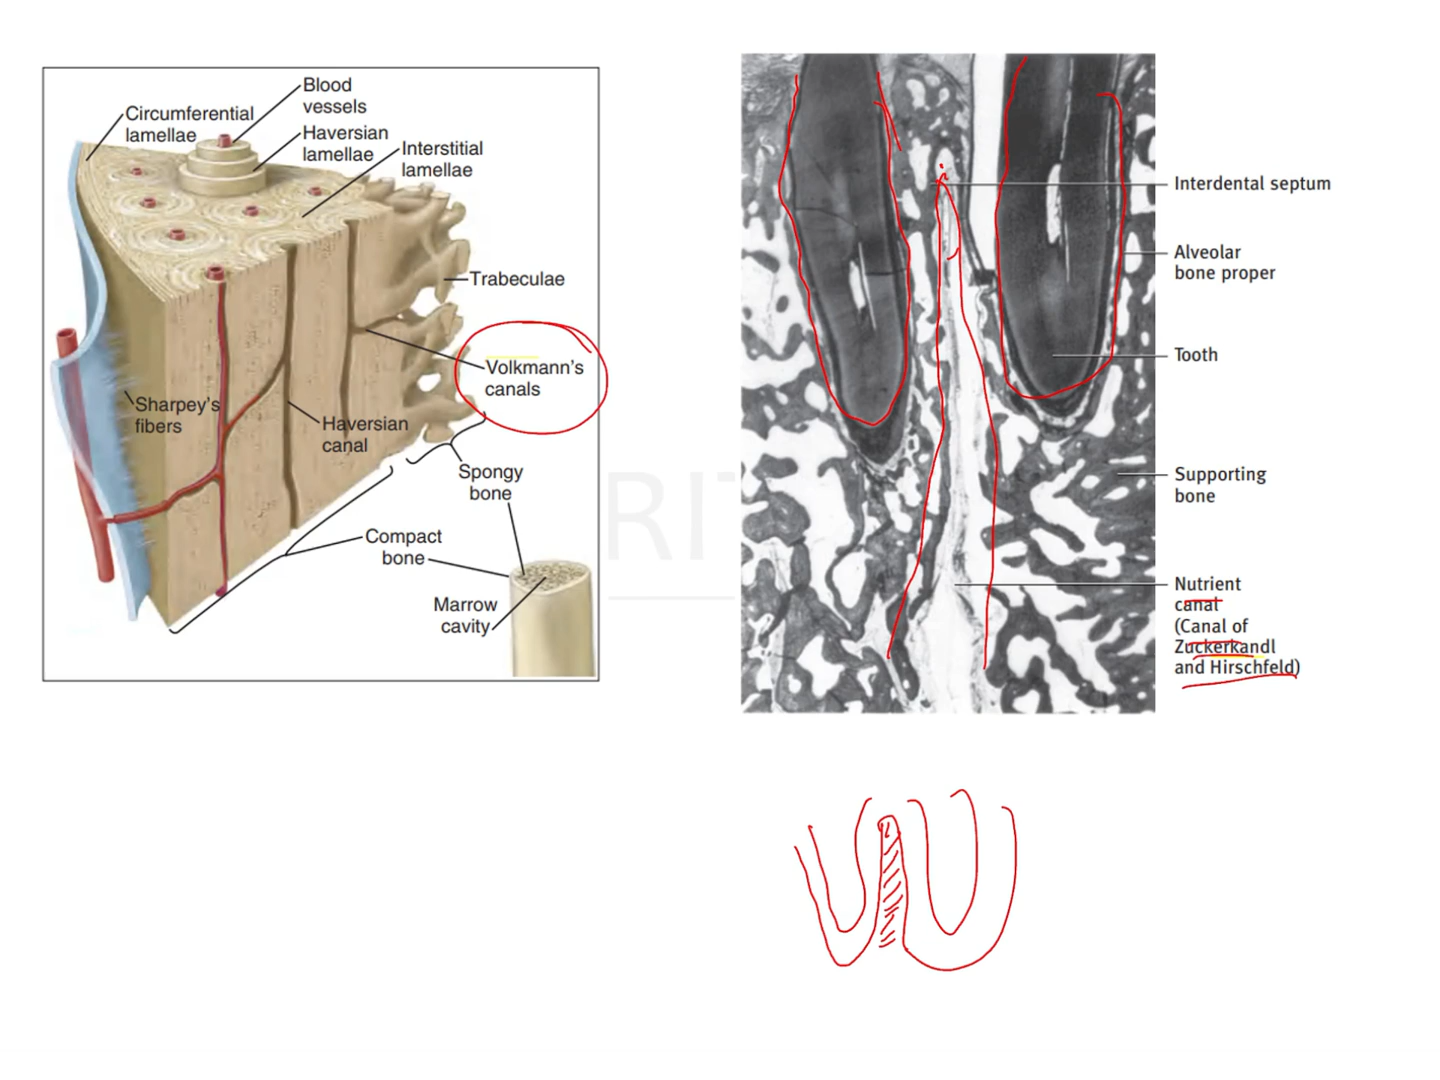 Blood
vessels
Circumferential
lamellae
Haversian
lamellae
Interstitial
lamellae
Trabeculae
Volkmann's
canals
Sharpey's
fibers
Haversian
canal
Spongy
bone
Compact
bone
Marrow
cavity
RI
Interdental septum
Alveolar
bone proper
Tooth
Supporting
bone
Nutrient
canal
(Canal of
Zuckerkandl
and Hirschfeld)